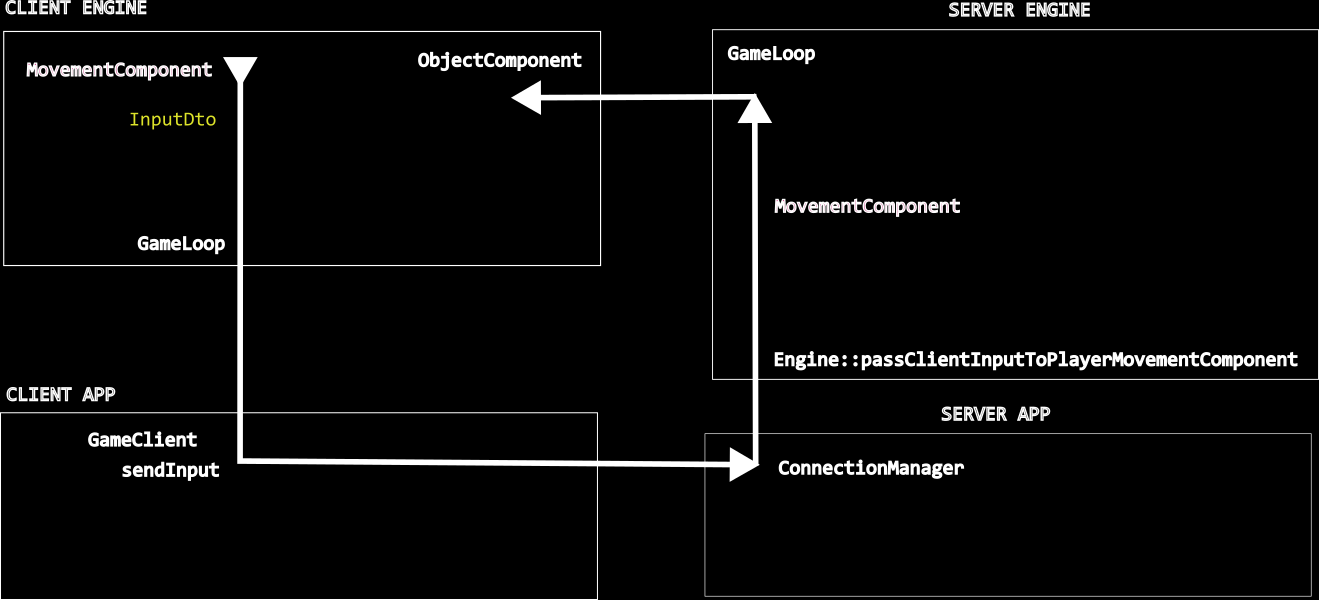 CLIENT ENGINE
MovementComponent
InputDto
GameLoop
ObjectComponent
SERVER ENGINE
GameLoop
MovementComponent
Engine::passClientInputToPlayerMovementComponent
CLIENT APP
GameClient
sendInput
SERVER APP
ConnectionManager